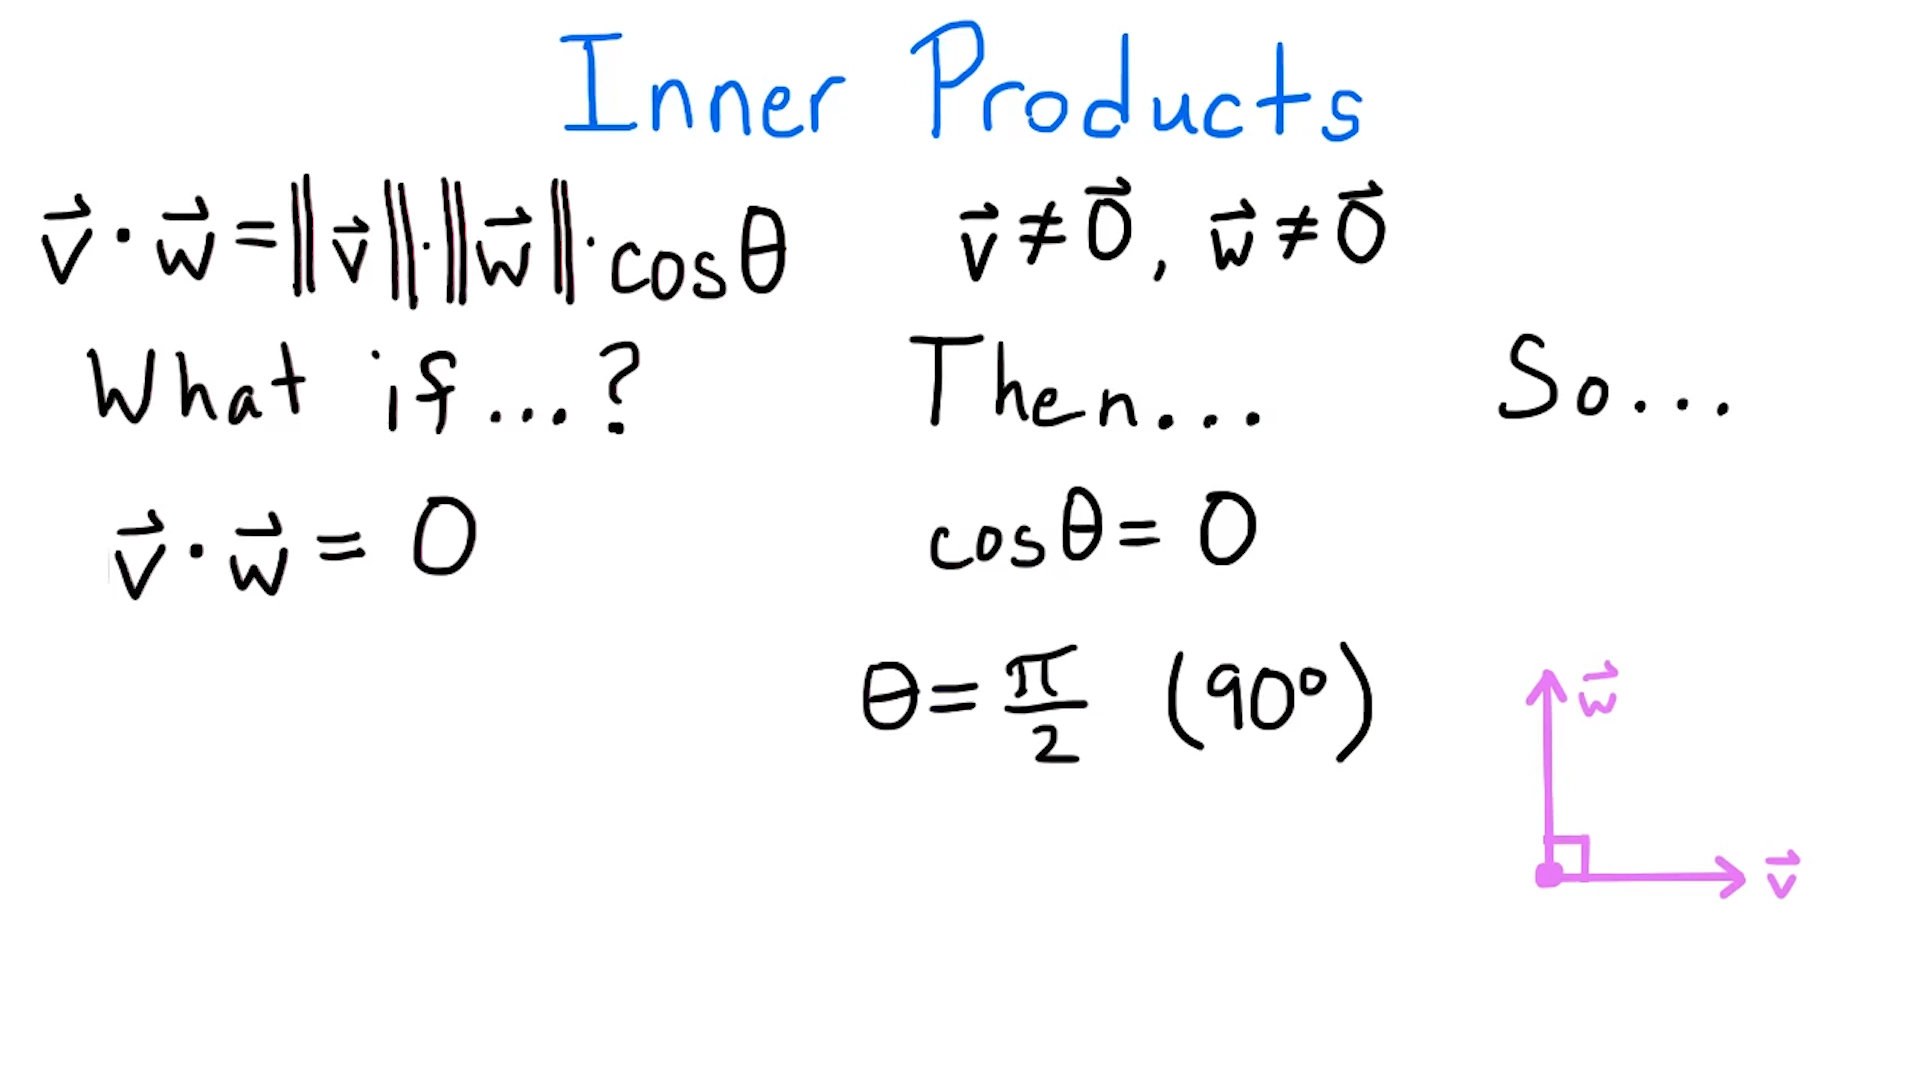 Inner Products
v⃗ · w⃗ = ‖v⃗‖ · ‖w⃗‖ · cos θ
v⃗ ≠ 0⃗, w⃗ ≠ 0⃗
What if...?
Then...
So...
v⃗ · w⃗ = 0
cos θ = 0
θ = π/2 (90°)
w⃗
v⃗